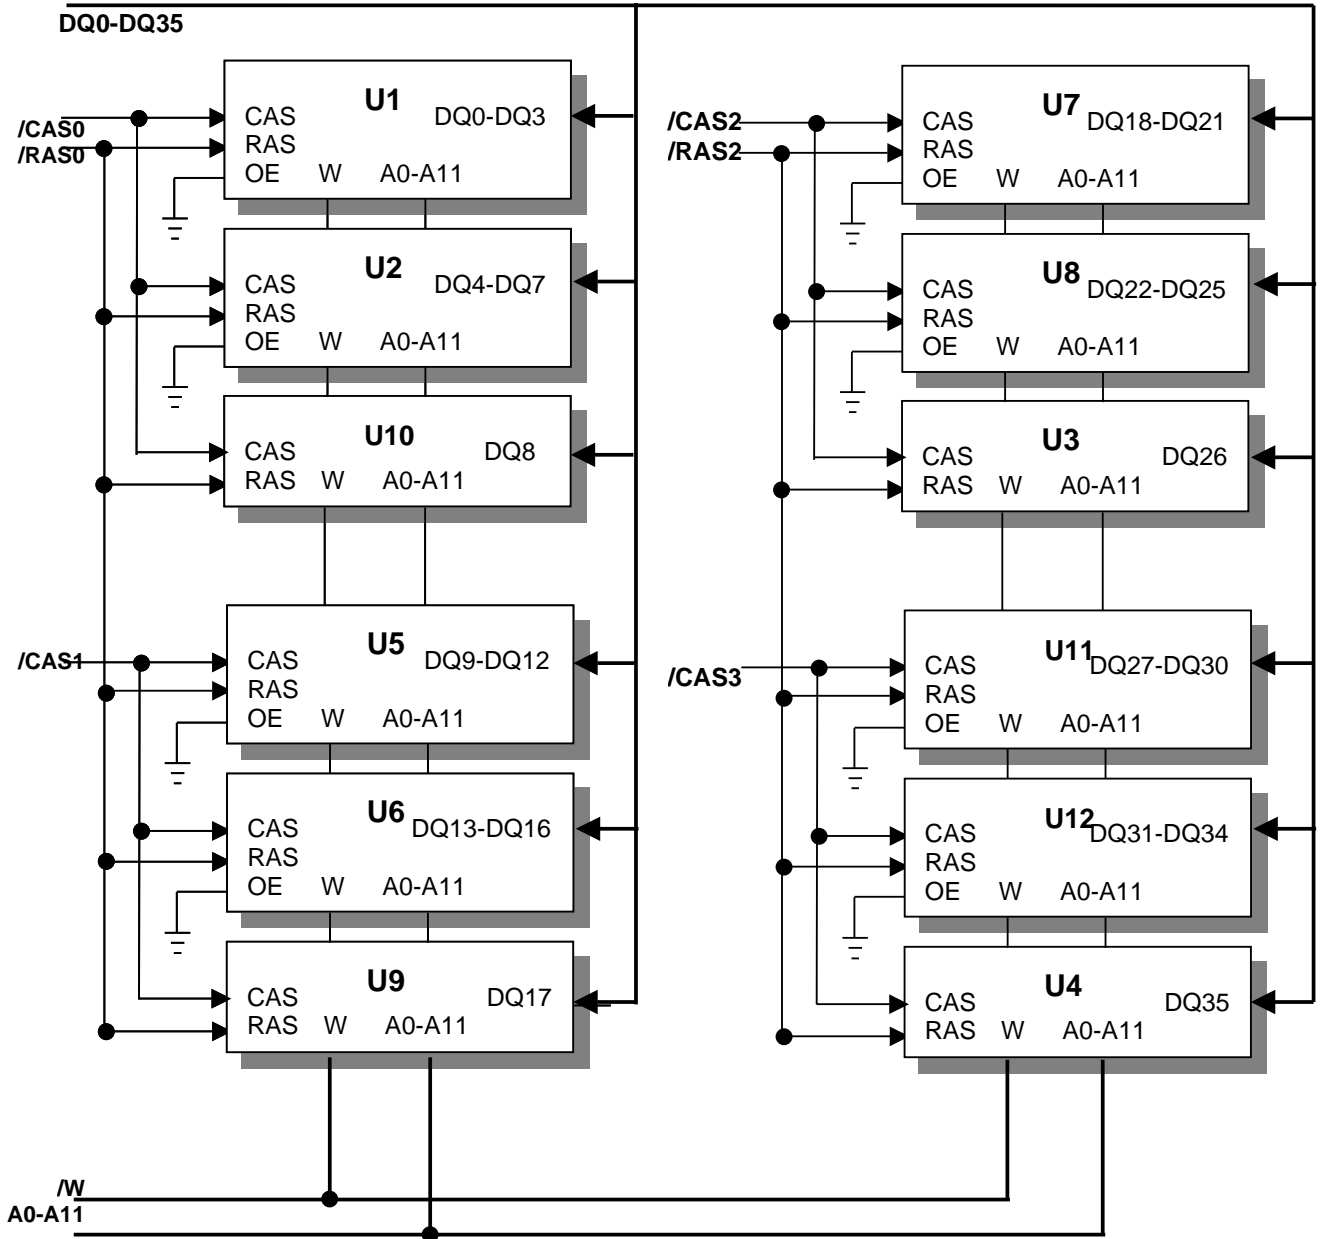 DQ0-DQ35
/CAS0
/RAS0
U1
CAS
DQ0-DQ3
RAS
OE W A0-A11
U2
CAS
DQ4-DQ7
RAS
OE W A0-A11
U10
CAS
DQ8
RAS W A0-A11
/CAS1
U5
CAS
DQ9-DQ12
RAS
OE W A0-A11
U6
CAS
DQ13-DQ16
RAS
OE W A0-A11
U9
CAS
DQ17
RAS W A0-A11
/CAS2
/RAS2
U7
CAS
DQ18-DQ21
RAS
OE W A0-A11
U8
CAS
DQ22-DQ25
RAS
OE W A0-A11
U3
CAS
DQ26
RAS W A0-A11
/CAS3
U11
CAS
DQ27-DQ30
RAS
OE W A0-A11
U12
CAS
DQ31-DQ34
RAS
OE W A0-A11
U4
CAS
DQ35
RAS W A0-A11
/W
A0-A11